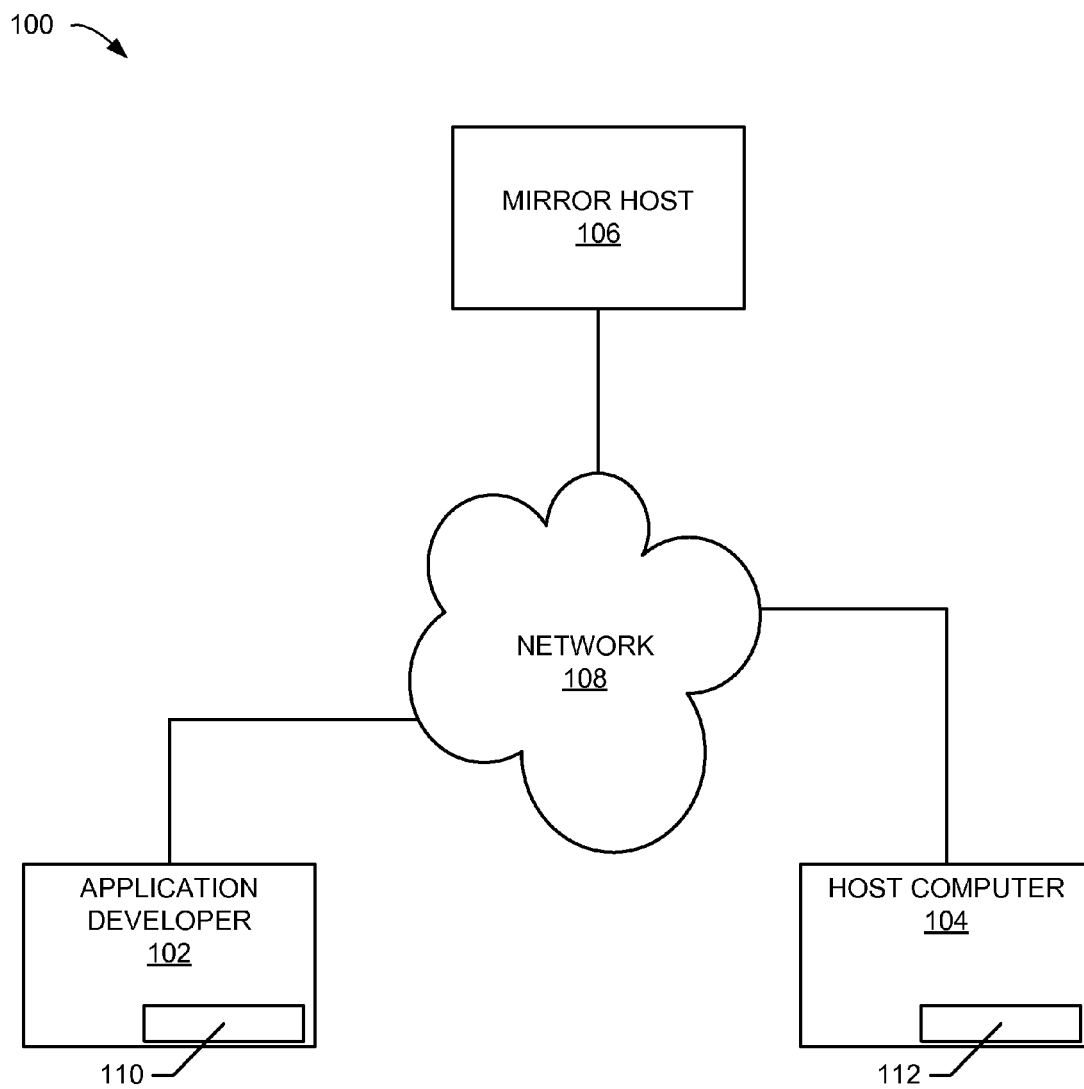 100
MIRROR HOST
106
NETWORK
108
APPLICATION
DEVELOPER
102
HOST COMPUTER
104
110
112